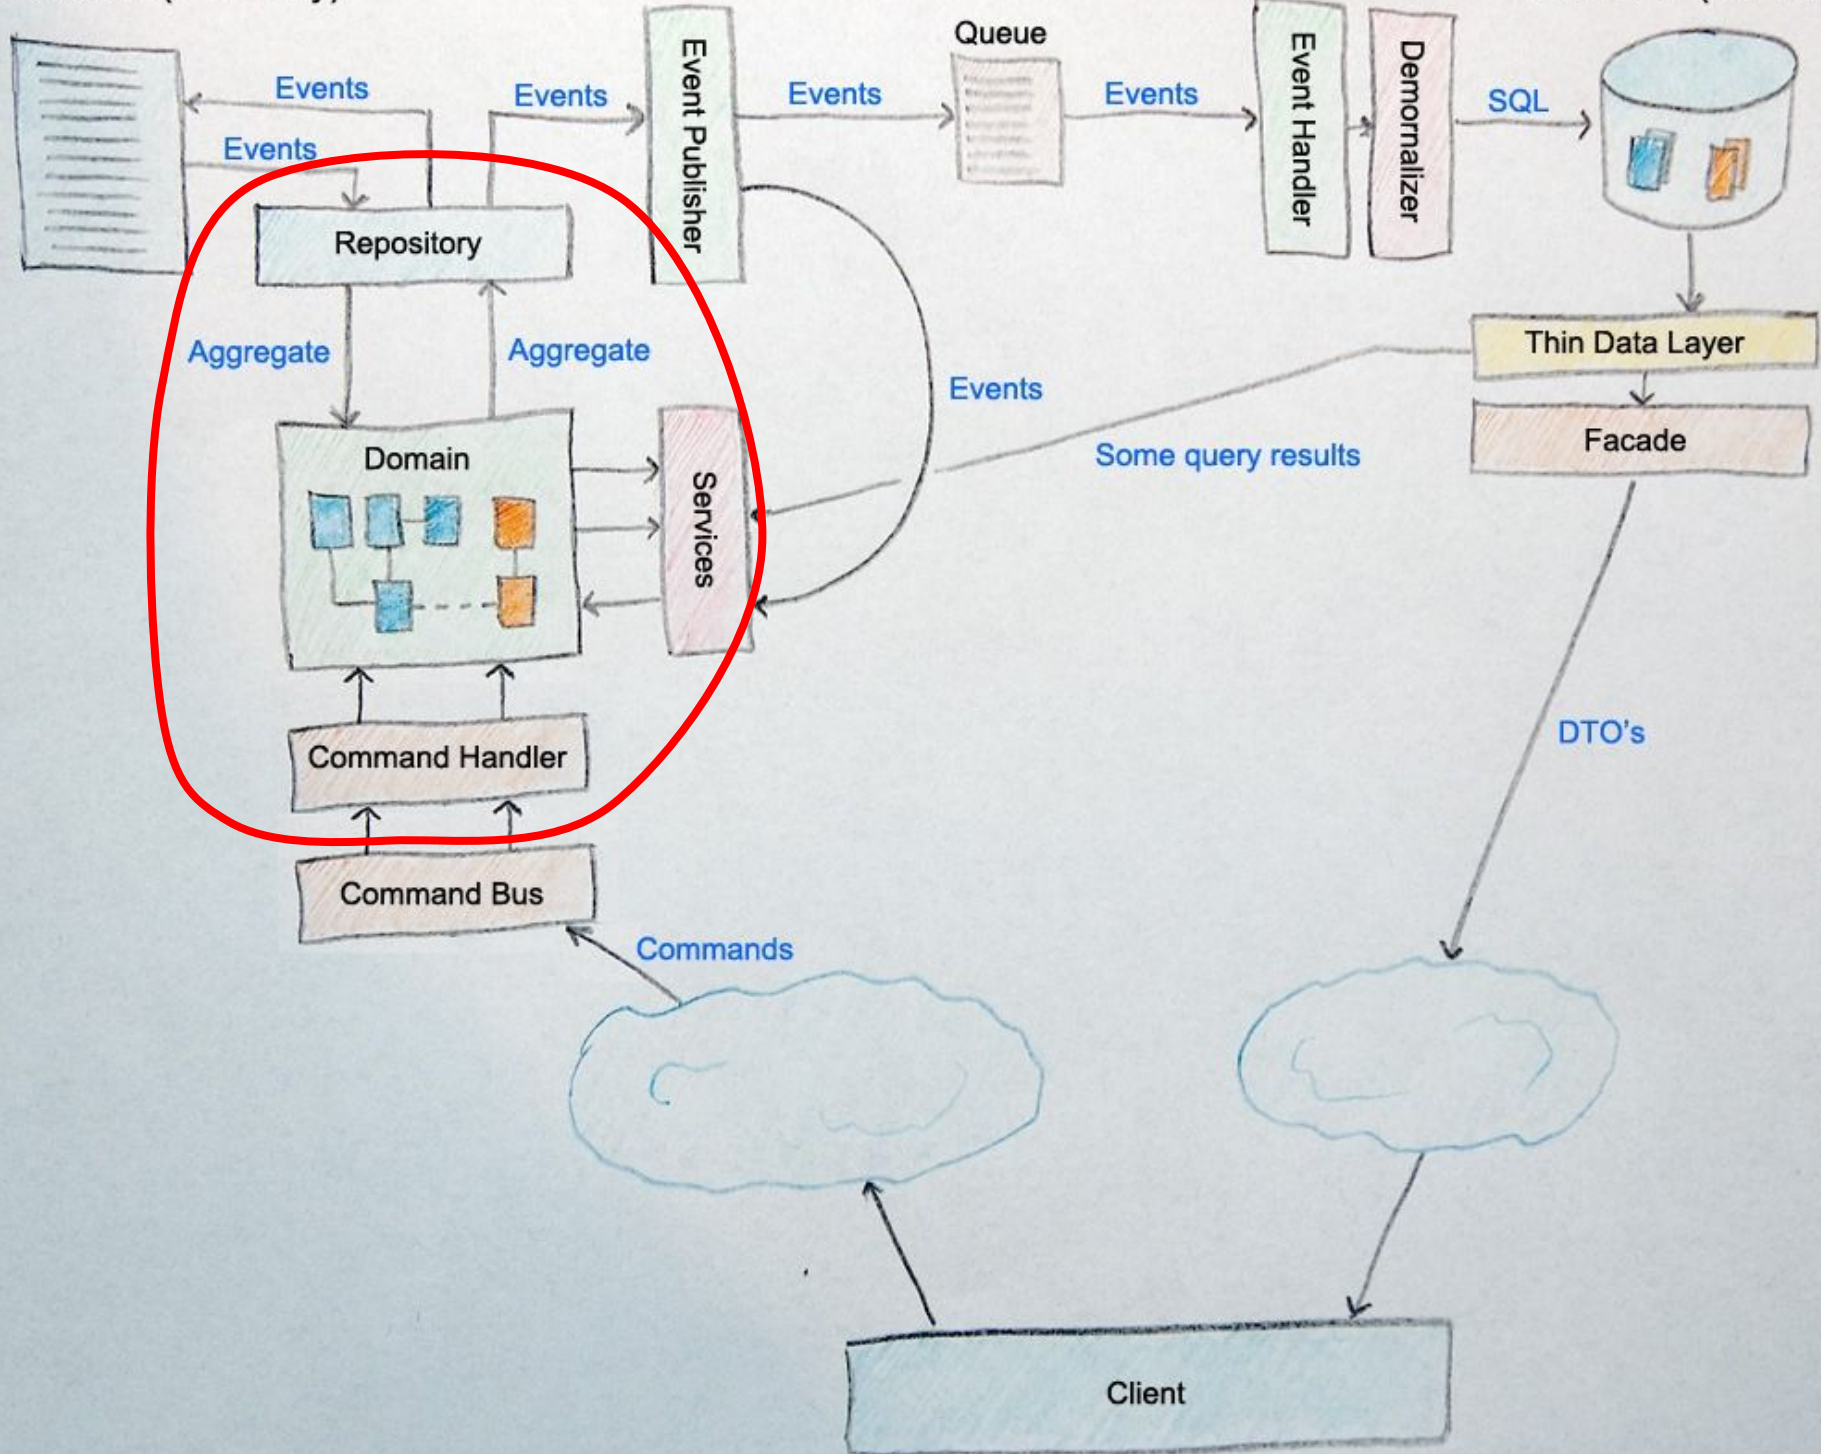 Queue
Events
Events
Events
Events
SQL
Events
Event Publisher
Event Handler
Demornalizer
Repository
Aggregate
Aggregate
Thin Data Layer
Events
Facade
Some query results
Domain
Services
DTO's
Command Handler
Command Bus
Commands
Client